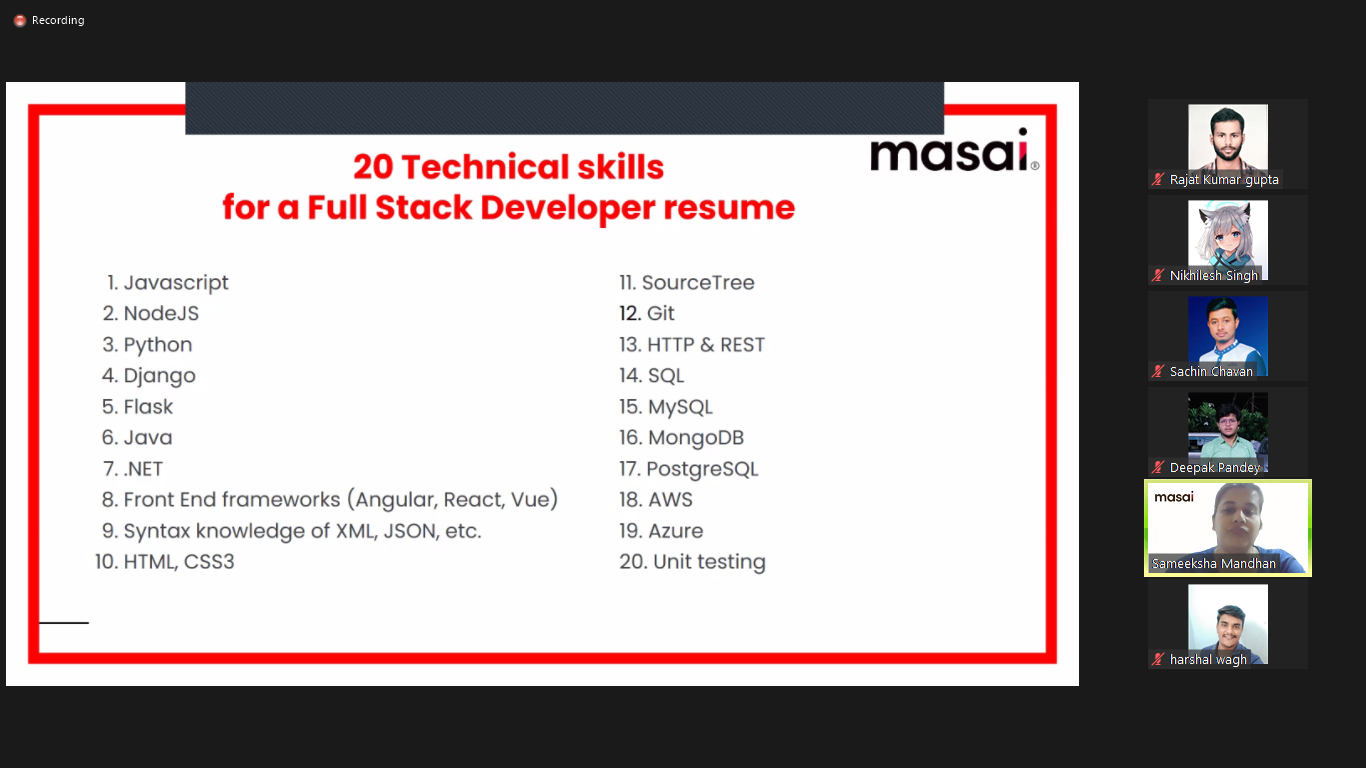 Recording
masai®
20 Technical skills
for a Full Stack Developer resume
1. Javascript
2. NodeJS
3. Python
4. Django
5. Flask
6. Java
7. .NET
8. Front End frameworks (Angular, React, Vue)
9. Syntax knowledge of XML, JSON, etc.
10. HTML, CSS3
11. SourceTree
12. Git
13. HTTP & REST
14. SQL
15. MySQL
16. MongoDB
17. PostgreSQL
18. AWS
19. Azure
20. Unit testing
Rajat Kumar gupta
Nikhilesh Singh
Sachin Chavan
Deepak Pandey
masai
Sameeksha Mandhan
harshal wagh